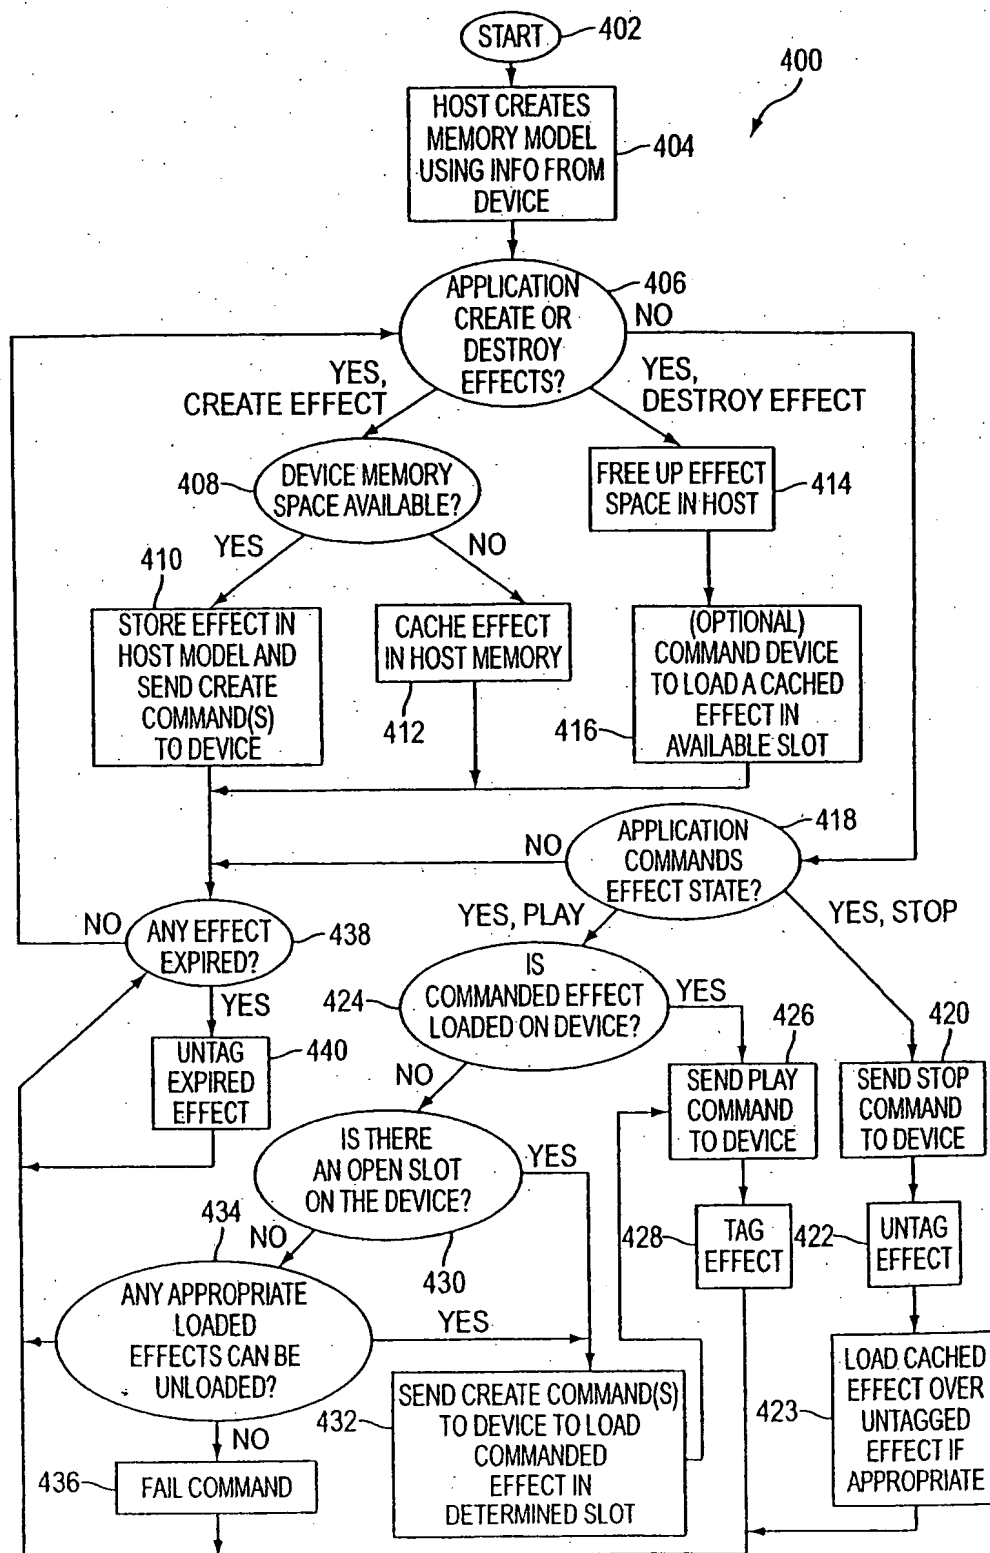 START
402
400
HOST CREATES
MEMORY MODEL
USING INFO FROM
DEVICE
404
APPLICATION
CREATE OR
DESTROY
EFFECTS?
406
NO
YES,
CREATE EFFECT
YES,
DESTROY EFFECT
408
DEVICE MEMORY
SPACE AVAILABLE?
FREE UP EFFECT
SPACE IN HOST
414
410
YES
NO
STORE EFFECT IN
HOST MODEL AND
SEND CREATE
COMMAND(S)
TO DEVICE
CACHE EFFECT
IN HOST MEMORY
412
(OPTIONAL)
COMMAND DEVICE
TO LOAD A CACHED
EFFECT IN
AVAILABLE SLOT
416
APPLICATION
COMMANDS
EFFECT STATE?
418
NO
YES, PLAY
YES, STOP
NO
ANY EFFECT
EXPIRED?
438
YES
424
IS
COMMANDED EFFECT
LOADED ON DEVICE?
YES
426
420
UNTAG
EXPIRED
EFFECT
440
NO
SEND PLAY
COMMAND
TO DEVICE
SEND STOP
COMMAND
TO DEVICE
IS THERE
AN OPEN SLOT
ON THE DEVICE?
YES
430
NO
434
428
TAG
EFFECT
422
UNTAG
EFFECT
ANY APPROPRIATE
LOADED
EFFECTS CAN BE
UNLOADED?
YES
NO
432
SEND CREATE COMMAND(S)
TO DEVICE TO LOAD
COMMANDED
EFFECT IN
DETERMINED SLOT
423
LOAD CACHED
EFFECT OVER
UNTAGGED
EFFECT IF
APPROPRIATE
436
FAIL COMMAND